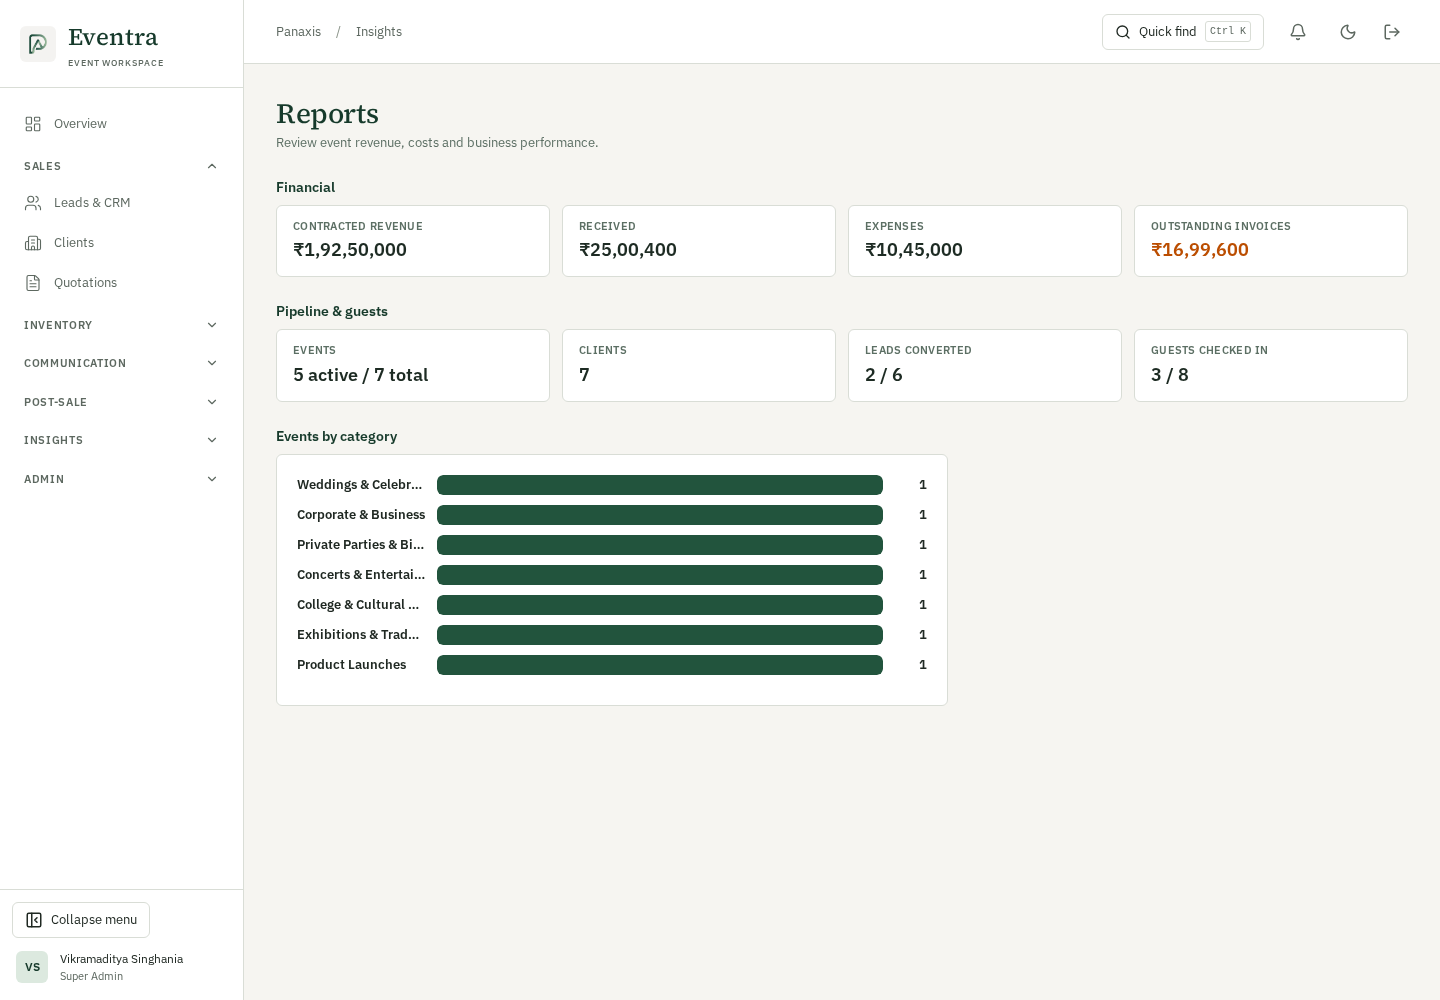 Eventra
EVENT WORKSPACE
Overview
SALES
Leads & CRM
Clients
Quotations
INVENTORY
COMMUNICATION
POST-SALE
INSIGHTS
ADMIN
Collapse menu
VS
Vikramaditya Singhania
Super Admin
Panaxis / Insights
Quick find Ctrl K
Reports
Review event revenue, costs and business performance.
Financial
CONTRACTED REVENUE
₹1,92,50,000
RECEIVED
₹25,00,400
EXPENSES
₹10,45,000
OUTSTANDING INVOICES
₹16,99,600
Pipeline & guests
EVENTS
5 active / 7 total
CLIENTS
7
LEADS CONVERTED
2 / 6
GUESTS CHECKED IN
3 / 8
Events by category
Weddings & Celebr... 1
Corporate & Business 1
Private Parties & Bi... 1
Concerts & Entertai... 1
College & Cultural ... 1
Exhibitions & Trad... 1
Product Launches 1